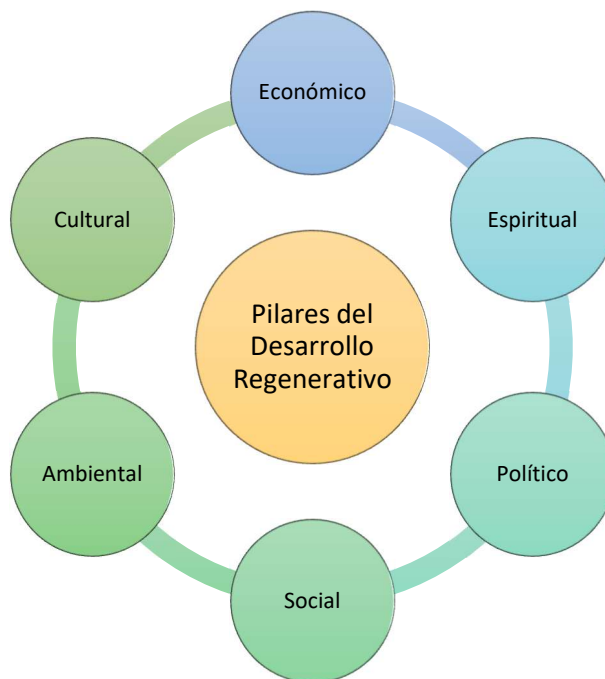 Económico
Espiritual
Político
Social
Ambiental
Cultural
Pilares del
Desarrollo
Regenerativo